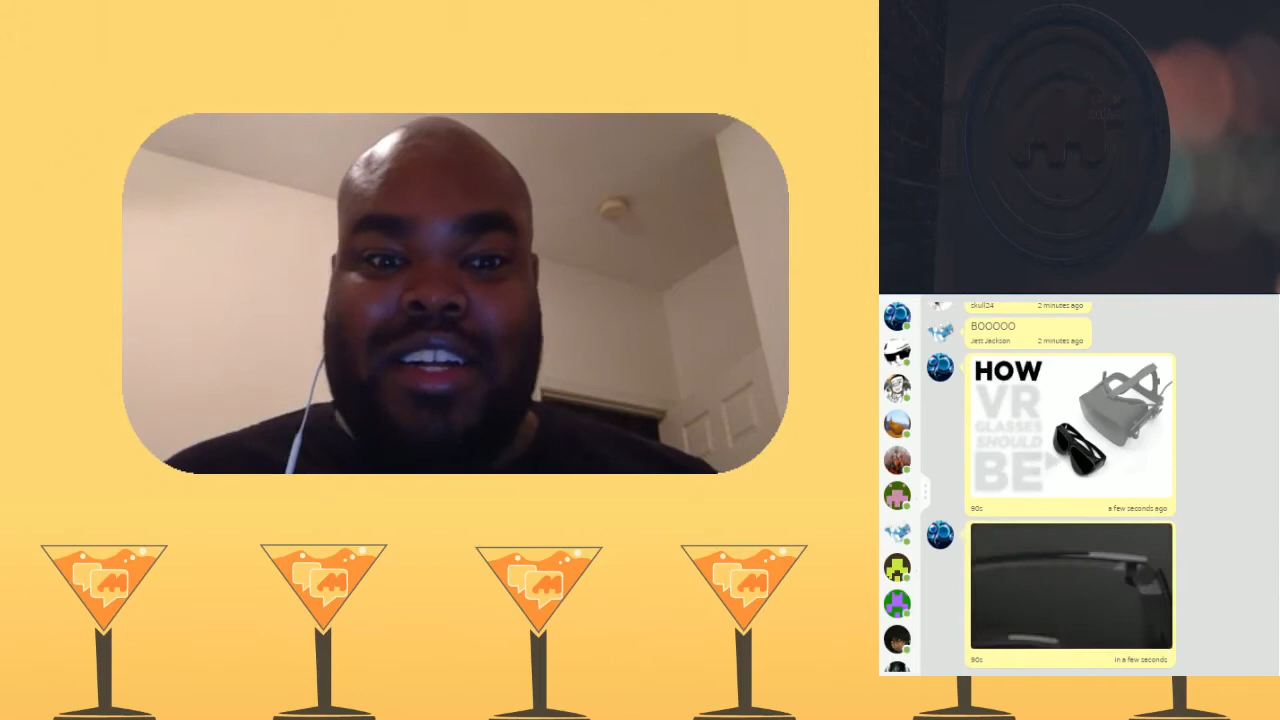 skull24 2 minutes ago
BOOOOO
Jett Jackson 2 minutes ago
HOW
VR
GLASSES
SHOULD
BE
90s a few seconds ago
90s in a few seconds